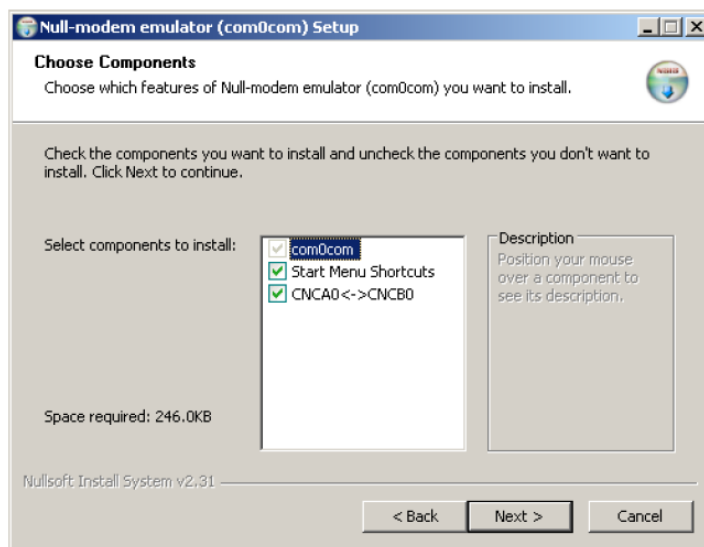 Null-modem emulator (com0com) Setup
Choose Components
Choose which features of Null-modem emulator (com0com) you want to install.
Check the components you want to install and uncheck the components you don't want to
install. Click Next to continue.
Select components to install:
com0com
Start Menu Shortcuts
CNCA0<->CNCB0
Description
Position your mouse
over a component to
see its description.
Space required: 246.0KB
Nullsoft Install System v2.31
< Back
Next >
Cancel